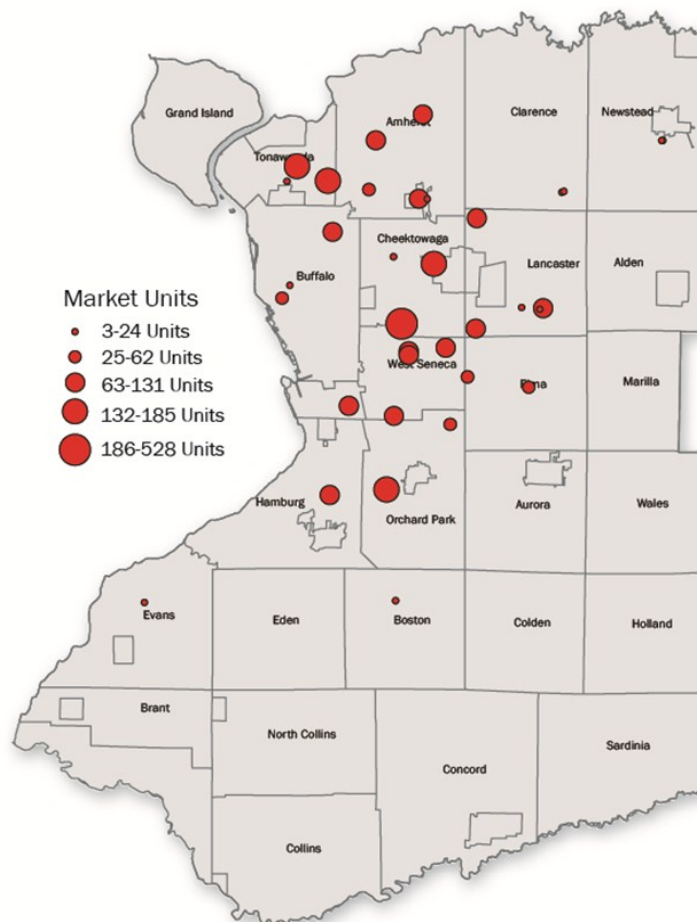 Grand Island
Amherst
Clarence
Newstead
Tonawanda
Cheektowaga
Buffalo
Lancaster
Alden
Market Units
3-24 Units
25-62 Units
63-131 Units
132-185 Units
186-528 Units
West Seneca
Elma
Marilla
Hamburg
Orchard Park
Aurora
Wales
Evans
Eden
Boston
Colden
Holland
Brant
North Collins
Concord
Sardinia
Collins